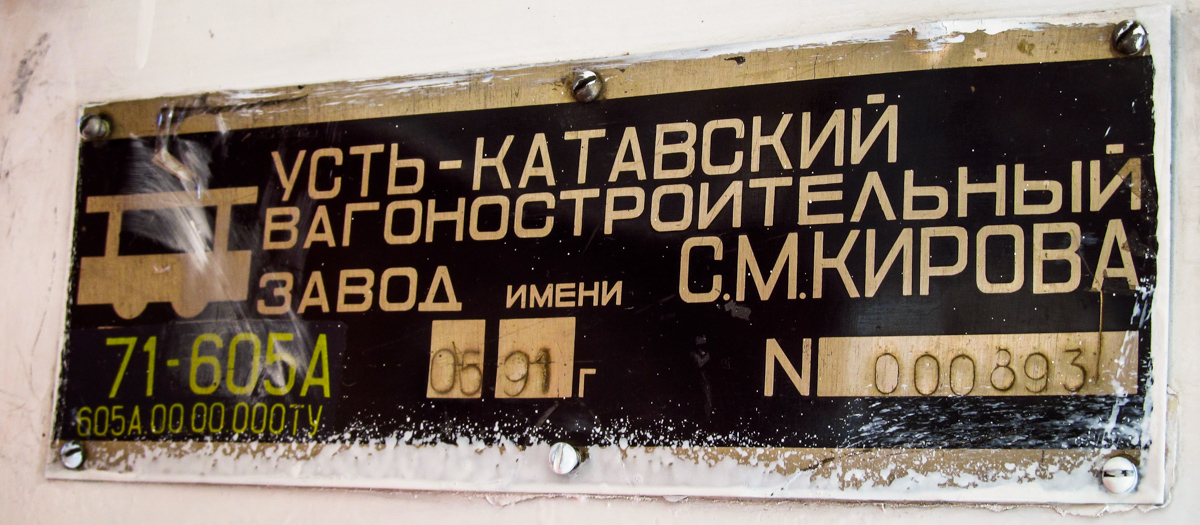 УСТЬ-КАТАВСКИЙ
ВАГОНОСТРОИТЕЛЬНЫЙ
ЗАВОД ИМЕНИ С.М.КИРОВА
71-605А 05 91 г N 000893
605А.00.00.000ТУ